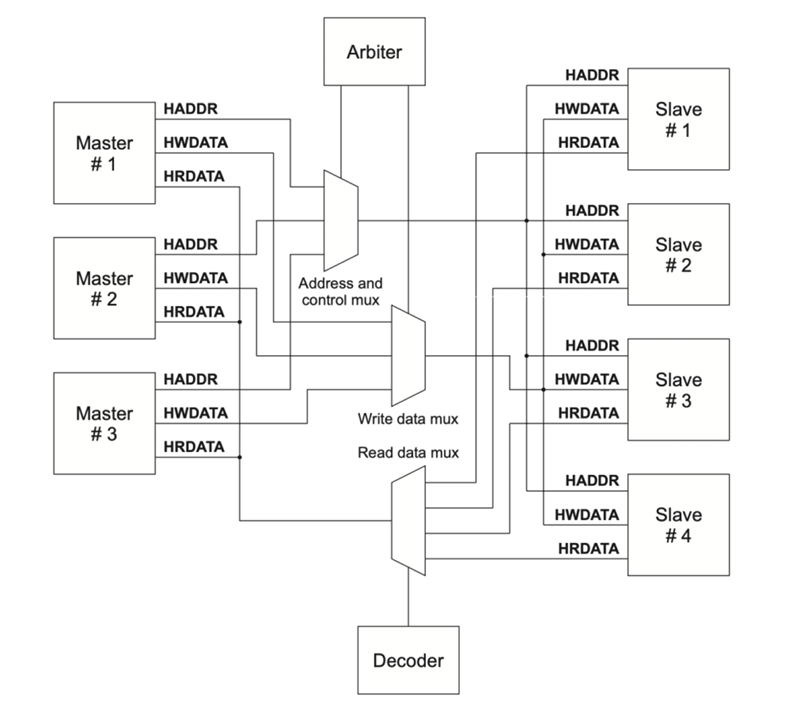 Arbiter
Master
# 1
HADDR
HWDATA
HRDATA
Master
# 2
HADDR
HWDATA
HRDATA
Master
# 3
HADDR
HWDATA
HRDATA
Address and
control mux
Write data mux
Read data mux
HADDR
HWDATA
HRDATA
Slave
# 1
HADDR
HWDATA
HRDATA
Slave
# 2
HADDR
HWDATA
HRDATA
Slave
# 3
HADDR
HWDATA
HRDATA
Slave
# 4
Decoder